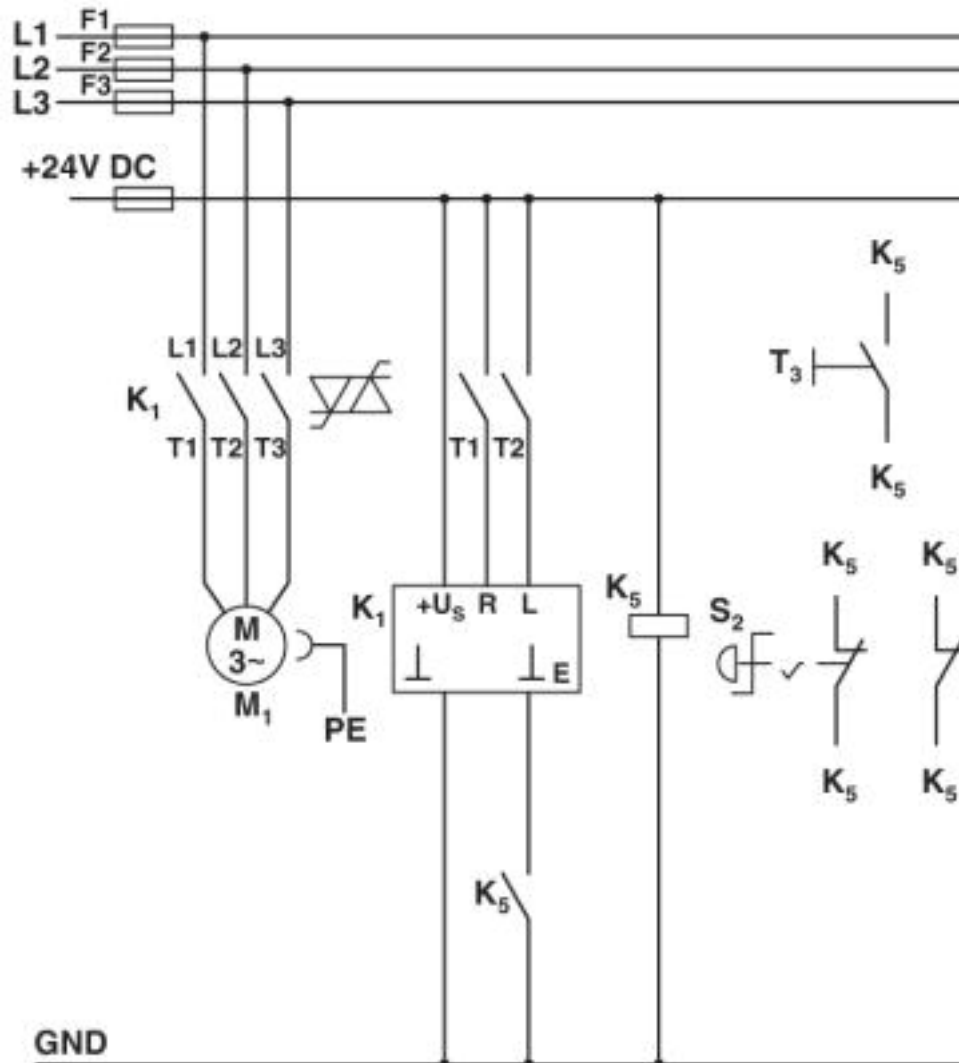 L1 F1
L2 F2
L3 F3
+24V DC
K5
L1 L2 L3
T3
K1
T1 T2 T3
T1 T2
K5
K5 K5
K1 +US R L
K5
S2
M
3~
E
M1
PE
K5 K5
K5
GND